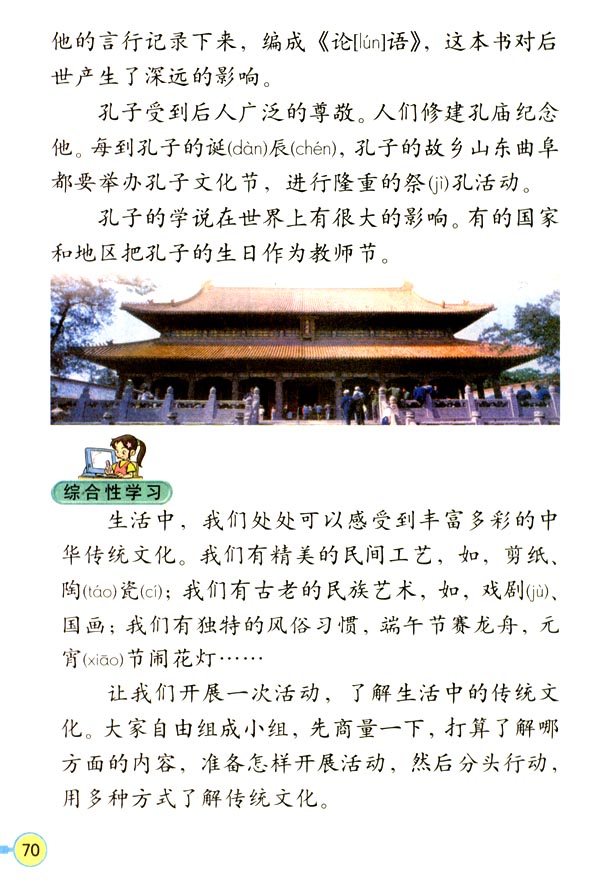 他的言行记录下来，编成《论[lún]语》，这本书对后
世产生了深远的影响。
孔子受到后人广泛的尊敬。人们修建孔庙纪念
他。每到孔子的诞(dàn)辰(chén)，孔子的故乡山东曲阜
都要举办孔子文化节，进行隆重的祭(jì)孔活动。
孔子的学说在世界上有很大的影响。有的国家
和地区把孔子的生日作为教师节。
综合性学习
生活中，我们处处可以感受到丰富多彩的中
华传统文化。我们有精美的民间工艺，如，剪纸、
陶(táo)瓷(cí)；我们有古老的民族艺术，如，戏剧(jù)、
国画；我们有独特的风俗习惯，端午节赛龙舟，元
宵(xiāo)节闹花灯……
让我们开展一次活动，了解生活中的传统文
化。大家自由组成小组，先商量一下，打算了解哪
方面的内容，准备怎样开展活动，然后分头行动，
用多种方式了解传统文化。
70